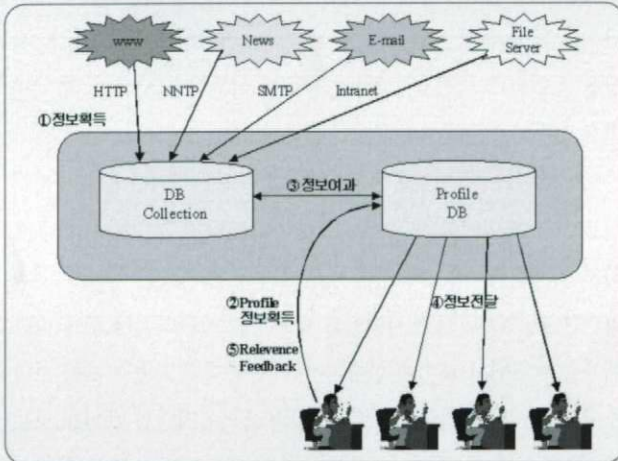 www
News
E-mail
File
Server
HTTP
NNTP
SMTP
Intranet
①정보획득
DB
Collection
③정보여과
Profile
DB
②Profile
정보획득
④정보전달
⑤Relevence
Feedback